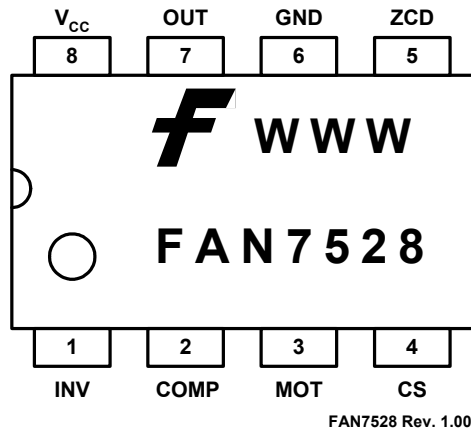 VCC OUT GND ZCD
8 7 6 5
WWW
FAN7528
1 2 3 4
INV COMP MOT CS
FAN7528 Rev. 1.00